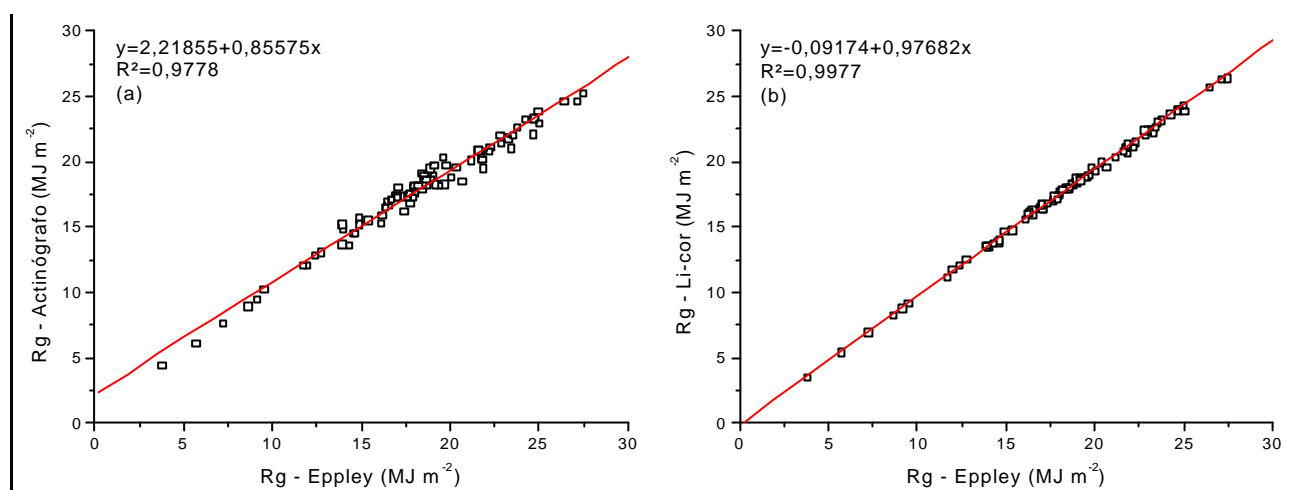 y=2,21855+0,85575x
R²=0,9778
(a)
30
25
20
15
10
5
0
Rg - Actinógrafo (MJ m⁻²)
0 5 10 15 20 25 30
Rg - Eppley (MJ m⁻²)
y=-0,09174+0,97682x
R²=0,9977
(b)
30
25
20
15
10
5
0
Rg - Li-cor (MJ m⁻²)
0 5 10 15 20 25 30
Rg - Eppley (MJ m⁻²)